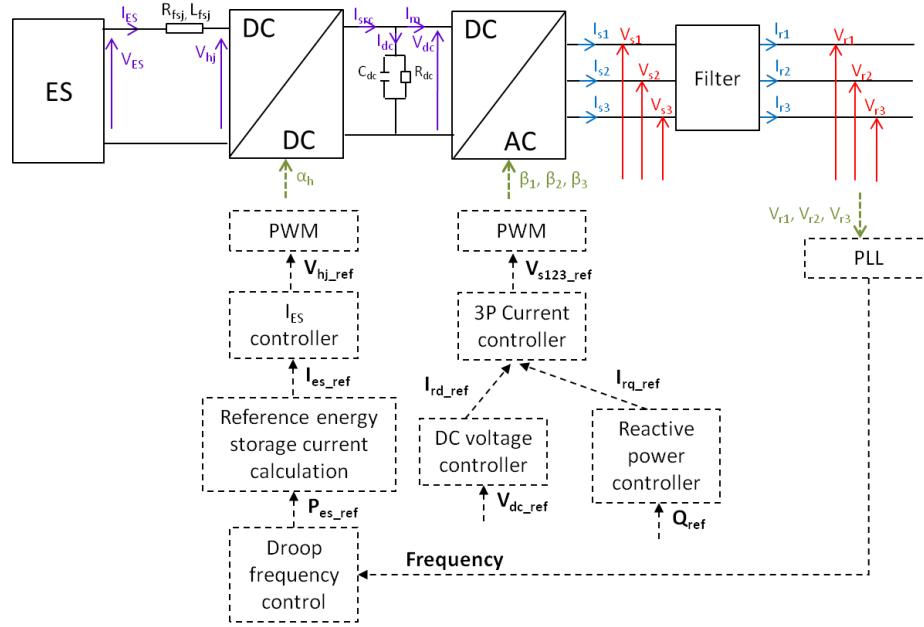 I_ES
R_fsj, L_fsj
V_ES
V_hj
ES
DC
DC
I_src
I_m
I_dc
V_dc
C_dc
R_dc
DC
AC
I_s1
I_s2
I_s3
V_s1
V_s2
V_s3
Filter
I_r1
I_r2
I_r3
V_r1
V_r2
V_r3
α_h
β_1, β_2, β_3
V_r1, V_r2, V_r3
PWM
PWM
PLL
V_hj_ref
V_s123_ref
I_ES
controller
3P Current
controller
I_es_ref
I_rd_ref
I_rq_ref
Reference energy
storage current
calculation
DC voltage
controller
Reactive
power
controller
P_es_ref
V_dc_ref
Q_ref
Droop
frequency
control
Frequency